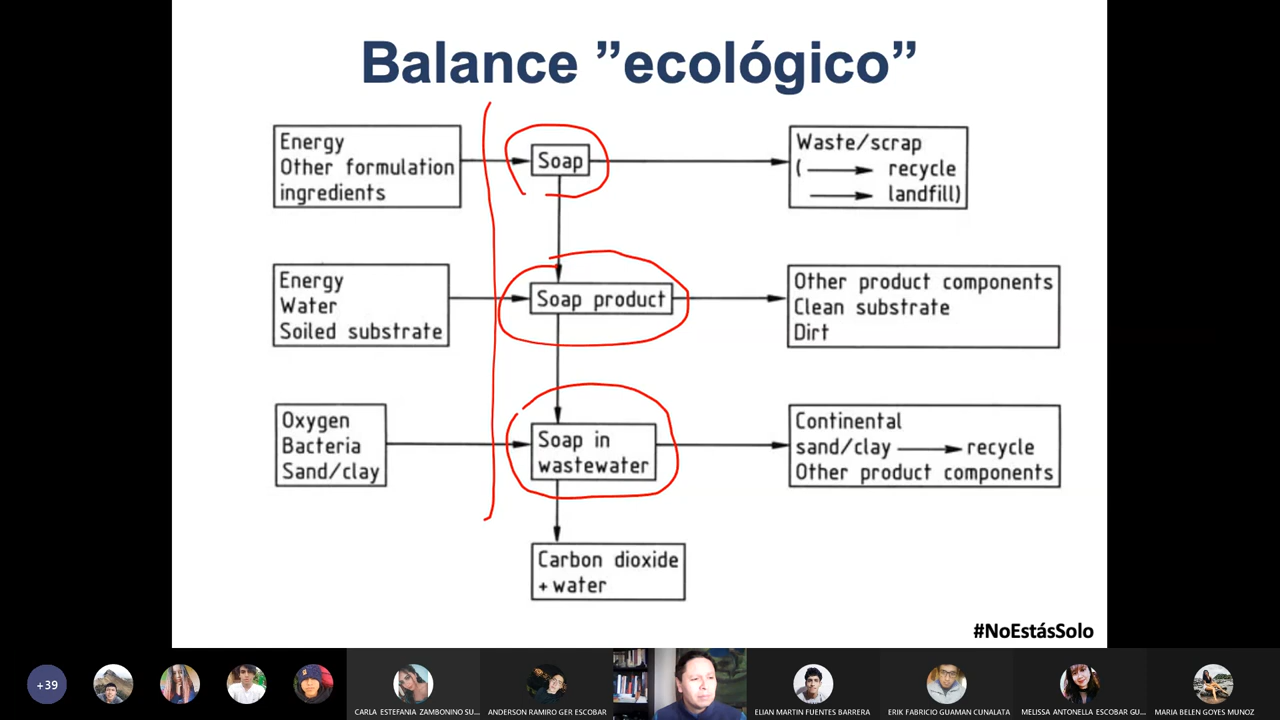 Balance ”ecológico”
Energy
Other formulation
ingredients
Soap
Waste/scrap
( recycle
landfill)
Energy
Water
Soiled substrate
Soap product
Other product components
Clean substrate
Dirt
Oxygen
Bacteria
Sand/clay
Soap in
wastewater
Continental
sand/clay recycle
Other product components
Carbon dioxide
+ water
#NoEstásSolo
+39
CARLA ESTEFANIA ZAMBONINO SU...
ANDERSON RAMIRO GER ESCOBAR
ELIAN MARTIN FUENTES BARRERA
ERIK FABRICIO GUAMAN CUNALATA
MELISSA ANTONELLA ESCOBAR GU...
MARIA BELEN GOYES MUNOZ